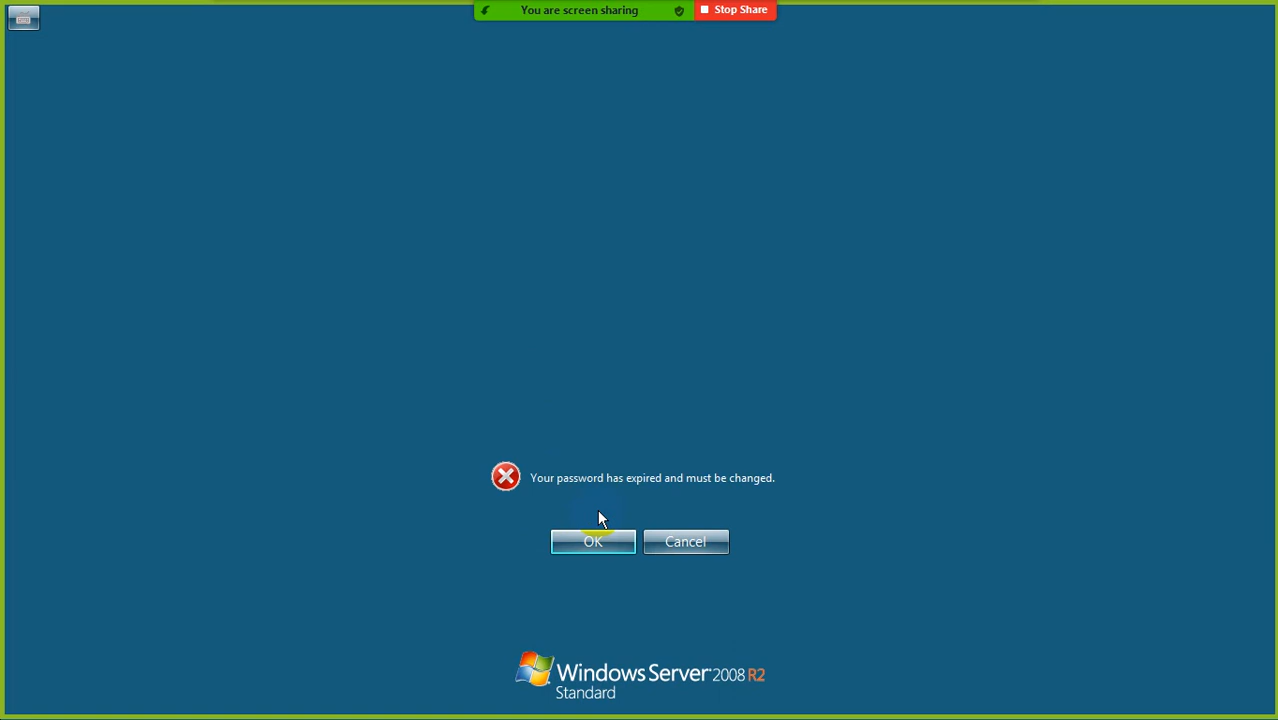 You are screen sharing
Stop Share
Your password has expired and must be changed.
OK
Cancel
Windows Server 2008 R2
Standard